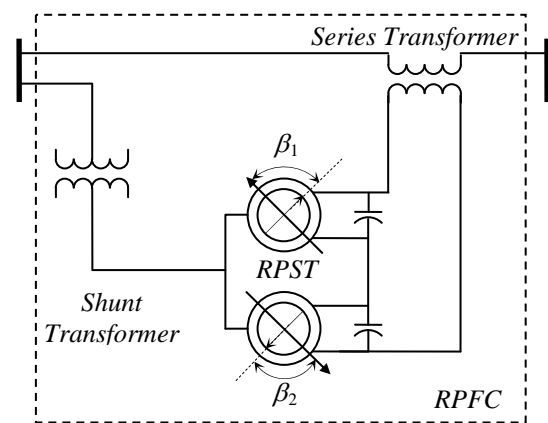 Series Transformer
β1
RPST
Shunt
Transformer
β2
RPFC